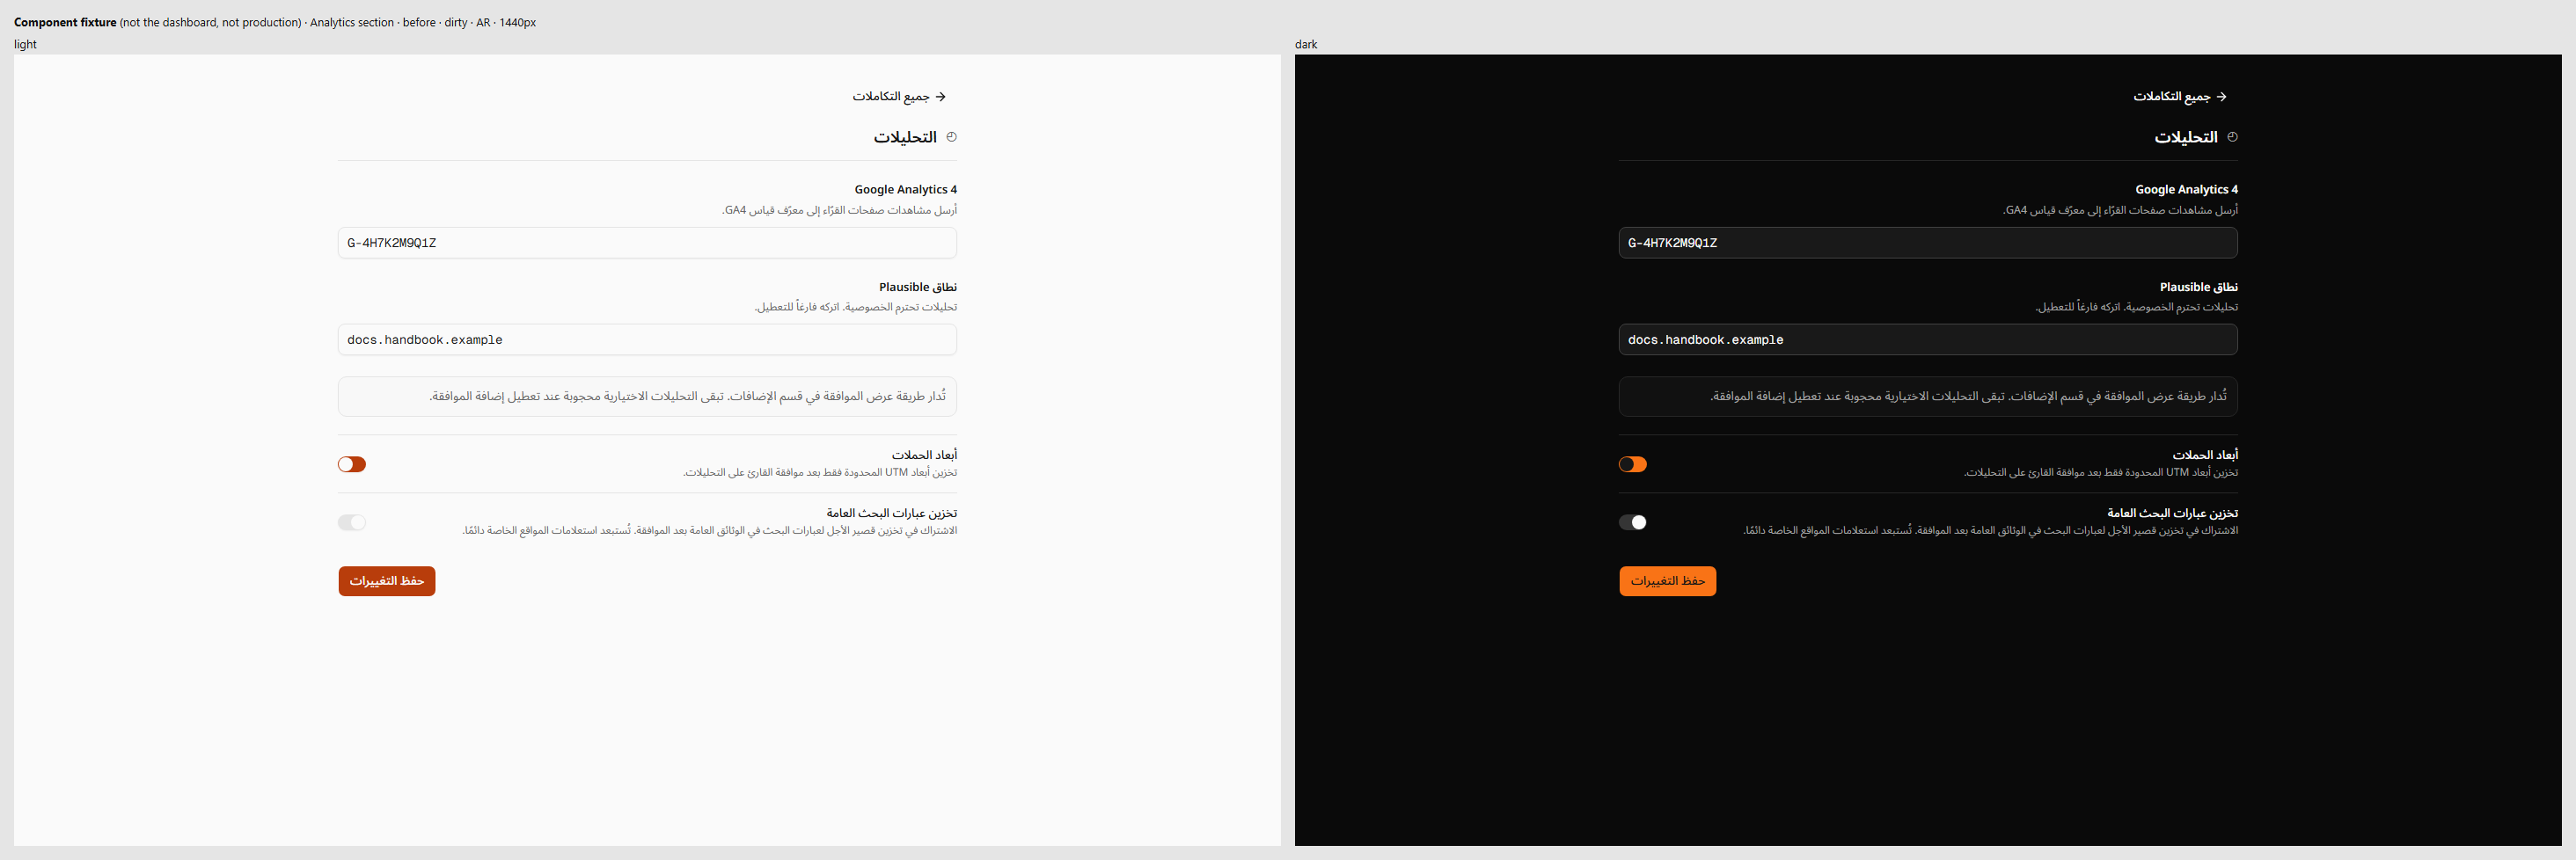 Component fixture (not the dashboard, not production) · Analytics section · before · dirty · AR · 1440px
light
جميع التكاملات
التحليلات
Google Analytics 4
أرسل مشاهدات صفحات القرّاء إلى معرّف قياس GA4.
G-4H7K2M9Q1Z
نطاق Plausible
تحليلات تحترم الخصوصية. اتركه فارغاً للتعطيل.
docs.handbook.example
تُدار طريقة عرض الموافقة في قسم الإضافات. تبقى التحليلات الاختيارية محجوبة عند تعطيل إضافة الموافقة.
أبعاد الحملات
تخزين أبعاد UTM المحدودة فقط بعد موافقة القارئ على التحليلات.
تخزين عبارات البحث العامة
الاشتراك في تخزين قصير الأجل لعبارات البحث في الوثائق العامة بعد الموافقة. تُستبعد استعلامات المواقع الخاصة دائمًا.
حفظ التغييرات
dark
جميع التكاملات
التحليلات
Google Analytics 4
أرسل مشاهدات صفحات القرّاء إلى معرّف قياس GA4.
G-4H7K2M9Q1Z
نطاق Plausible
تحليلات تحترم الخصوصية. اتركه فارغاً للتعطيل.
docs.handbook.example
تُدار طريقة عرض الموافقة في قسم الإضافات. تبقى التحليلات الاختيارية محجوبة عند تعطيل إضافة الموافقة.
أبعاد الحملات
تخزين أبعاد UTM المحدودة فقط بعد موافقة القارئ على التحليلات.
تخزين عبارات البحث العامة
الاشتراك في تخزين قصير الأجل لعبارات البحث في الوثائق العامة بعد الموافقة. تُستبعد استعلامات المواقع الخاصة دائمًا.
حفظ التغييرات